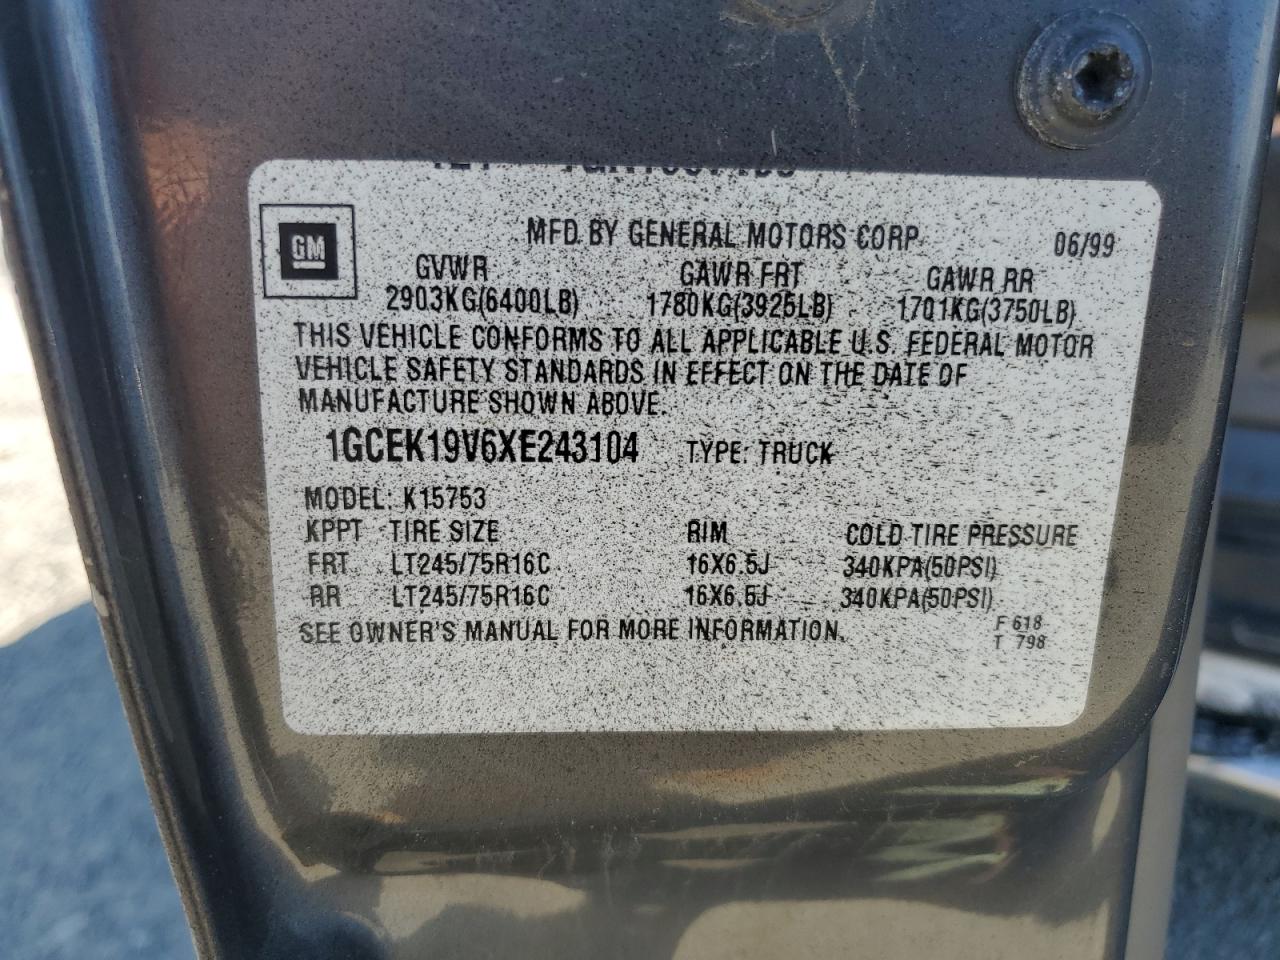 GM
MFD BY GENERAL MOTORS CORP 06/99
GVWR GAWR FRT GAWR RR
2903KG(6400LB) 1780KG(3925LB) 1701KG(3750LB)
THIS VEHICLE CONFORMS TO ALL APPLICABLE U.S. FEDERAL MOTOR
VEHICLE SAFETY STANDARDS IN EFFECT ON THE DATE OF
MANUFACTURE SHOWN ABOVE.
1GCEK19V6XE243104 TYPE: TRUCK
MODEL: K15753
KPPT TIRE SIZE RIM COLD TIRE PRESSURE
FRT LT245/75R16C 16X6.5J 340KPA(50PSI)
RR LT245/75R16C 16X6.5J 340KPA(50PSI)
SEE OWNER'S MANUAL FOR MORE INFORMATION.
F 618
T 798